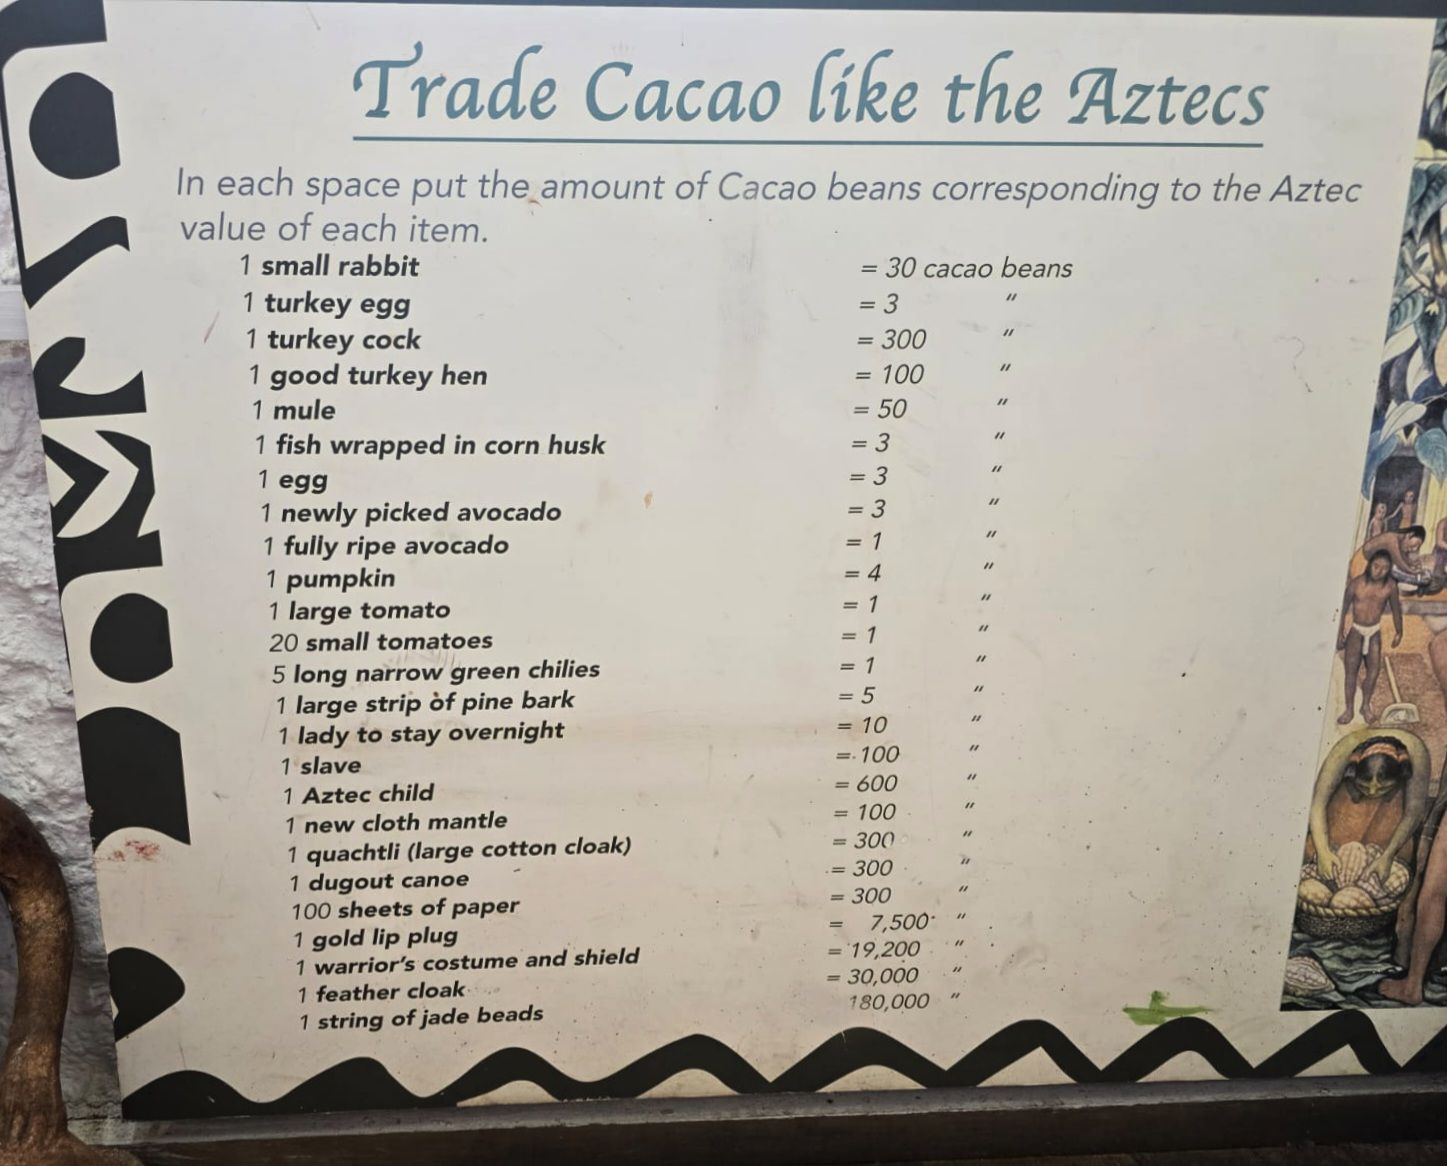 Trade Cacao like the Aztecs
In each space put the amount of Cacao beans corresponding to the Aztec
value of each item.
1 small rabbit = 30 cacao beans
1 turkey egg = 3 "
1 turkey cock = 300 "
1 good turkey hen = 100 "
1 mule = 50 "
1 fish wrapped in corn husk = 3 "
1 egg = 3 "
1 newly picked avocado = 3 "
1 fully ripe avocado = 1 "
1 pumpkin = 4 "
1 large tomato = 1 "
20 small tomatoes = 1 "
5 long narrow green chilies = 1 "
1 large strip of pine bark = 5 "
1 lady to stay overnight = 10 "
1 slave = 100 "
1 Aztec child = 600 "
1 new cloth mantle = 100 "
1 quachtli (large cotton cloak) = 300 "
1 dugout canoe = 300 "
100 sheets of paper = 300 "
1 gold lip plug = 7,500 "
1 warrior's costume and shield = 19,200 "
1 feather cloak = 30,000 "
1 string of jade beads 180,000 "